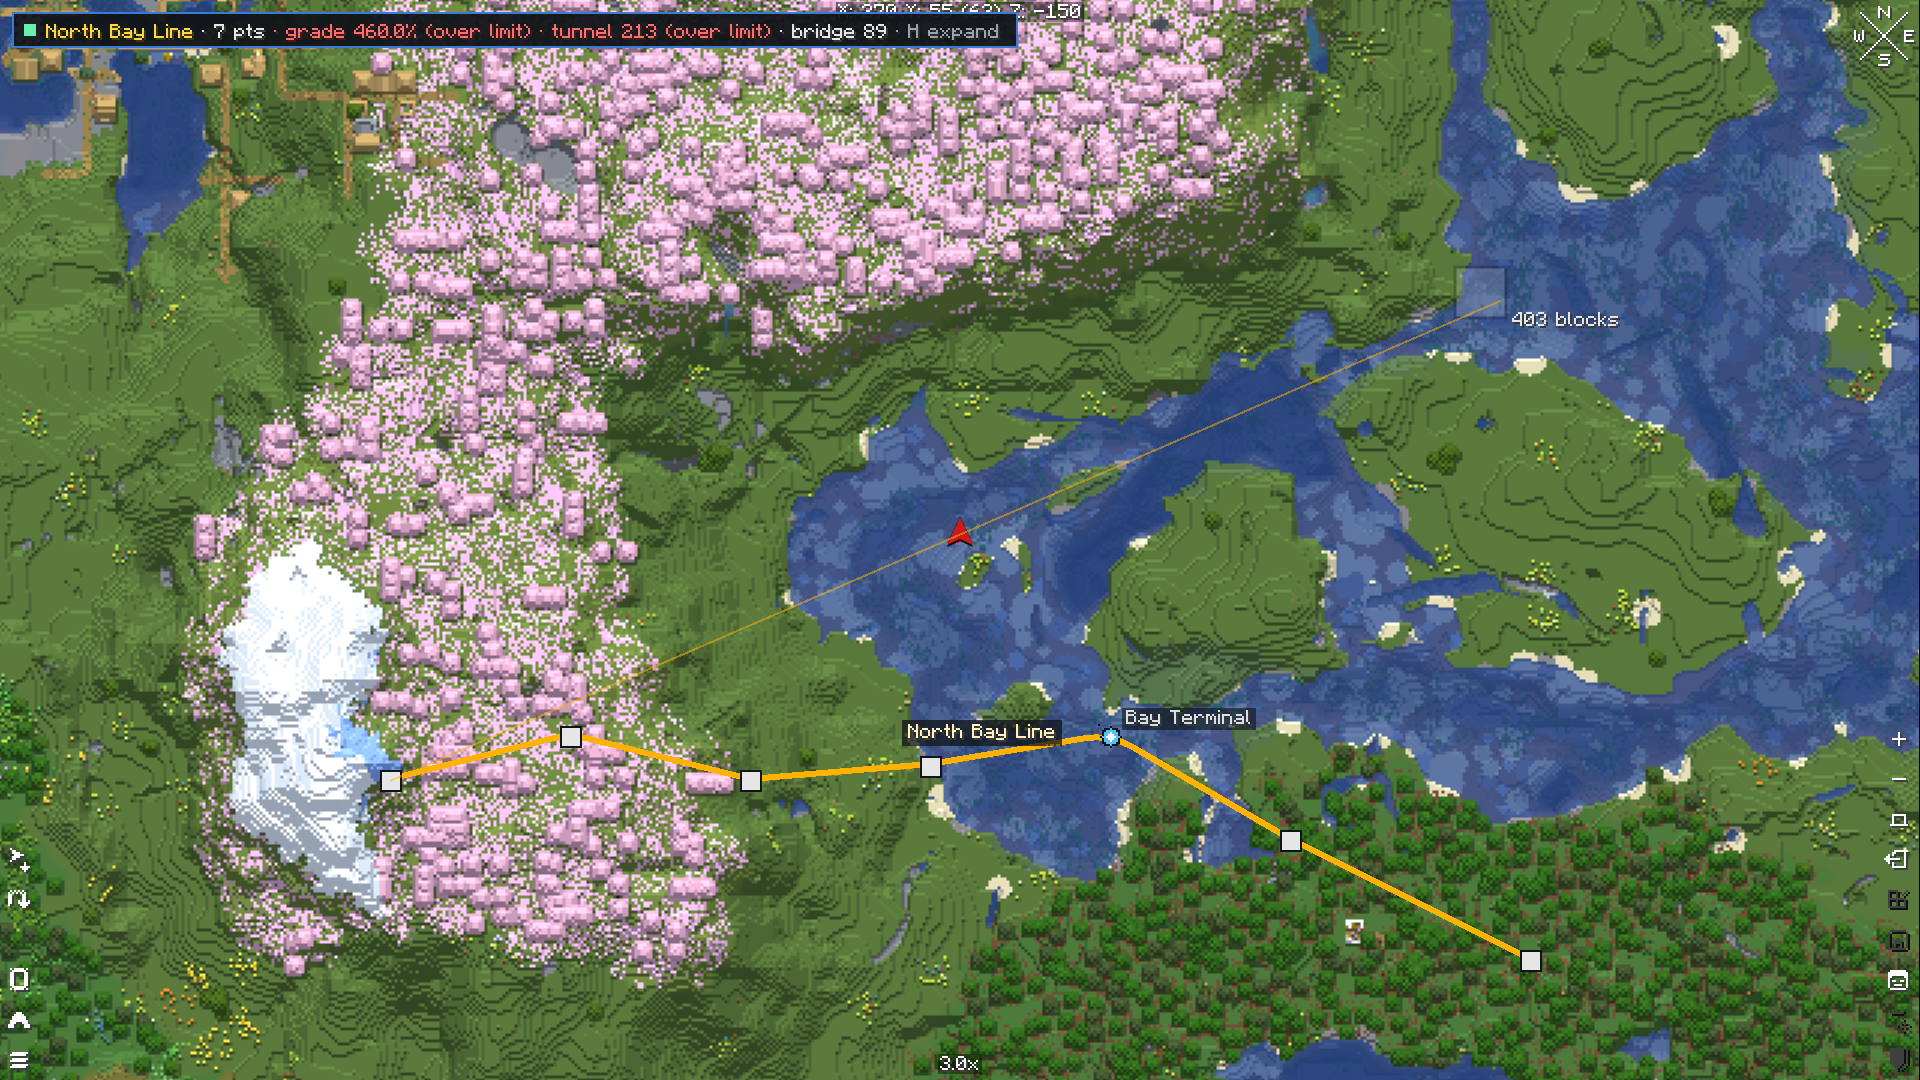 North Bay Line · 7 pts · grade 460.0% (over limit) · tunnel 213 (over limit) · bridge 89 · H expand
N
W E
S
403 blocks
Bay Terminal
North Bay Line
3.0x